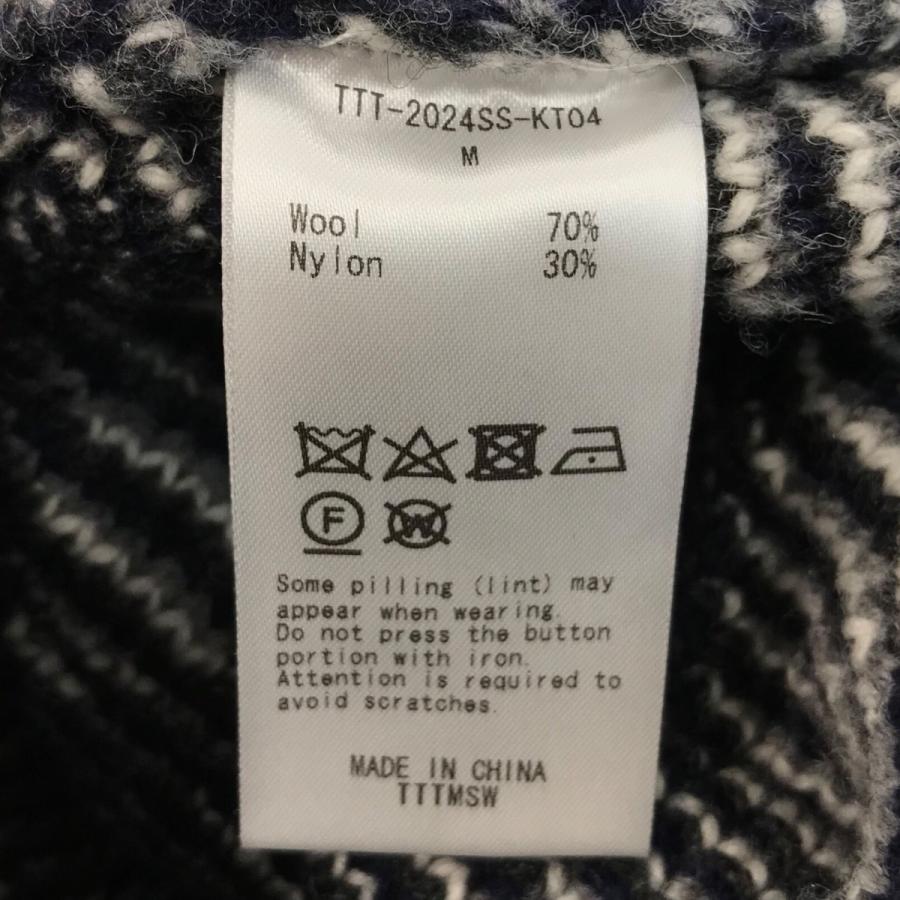 TTT-2024SS-KT04
M
Wool 70%
Nylon 30%
F W
Some pilling (lint) may
appear when wearing.
Do not press the button
portion with iron.
Attention is required to
avoid scratches.
MADE IN CHINA
TTTMSW